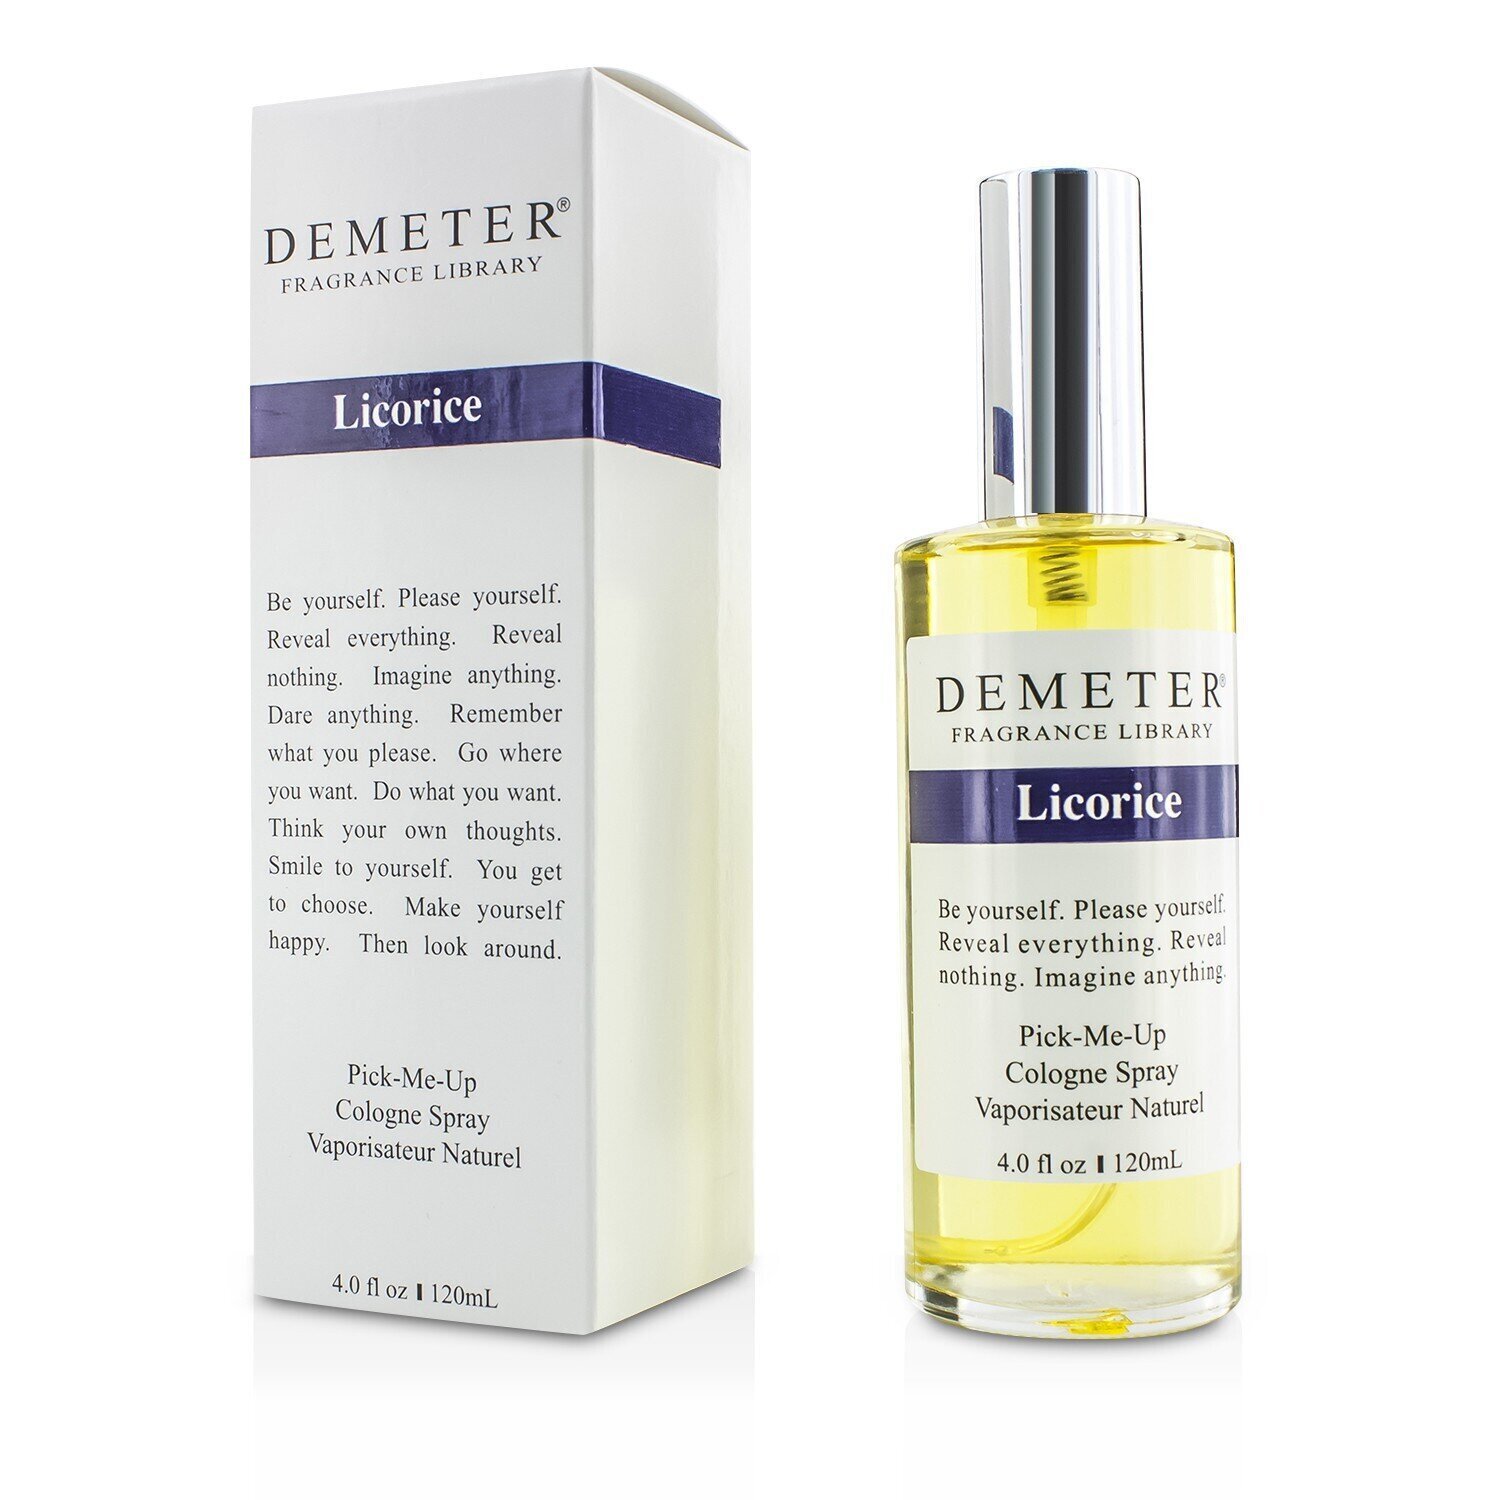 DEMETER®
FRAGRANCE LIBRARY
Licorice
Be yourself. Please yourself.
Reveal everything. Reveal
nothing. Imagine anything.
Dare anything. Remember
what you please. Go where
you want. Do what you want.
Think your own thoughts.
Smile to yourself. You get
to choose. Make yourself
happy. Then look around.
Pick-Me-Up
Cologne Spray
Vaporisateur Naturel
4.0 fl oz ❙ 120mL
DEMETER®
FRAGRANCE LIBRARY
Licorice
Be yourself. Please yourself.
Reveal everything. Reveal
nothing. Imagine anything.
Pick-Me-Up
Cologne Spray
Vaporisateur Naturel
4.0 fl oz ❙ 120mL